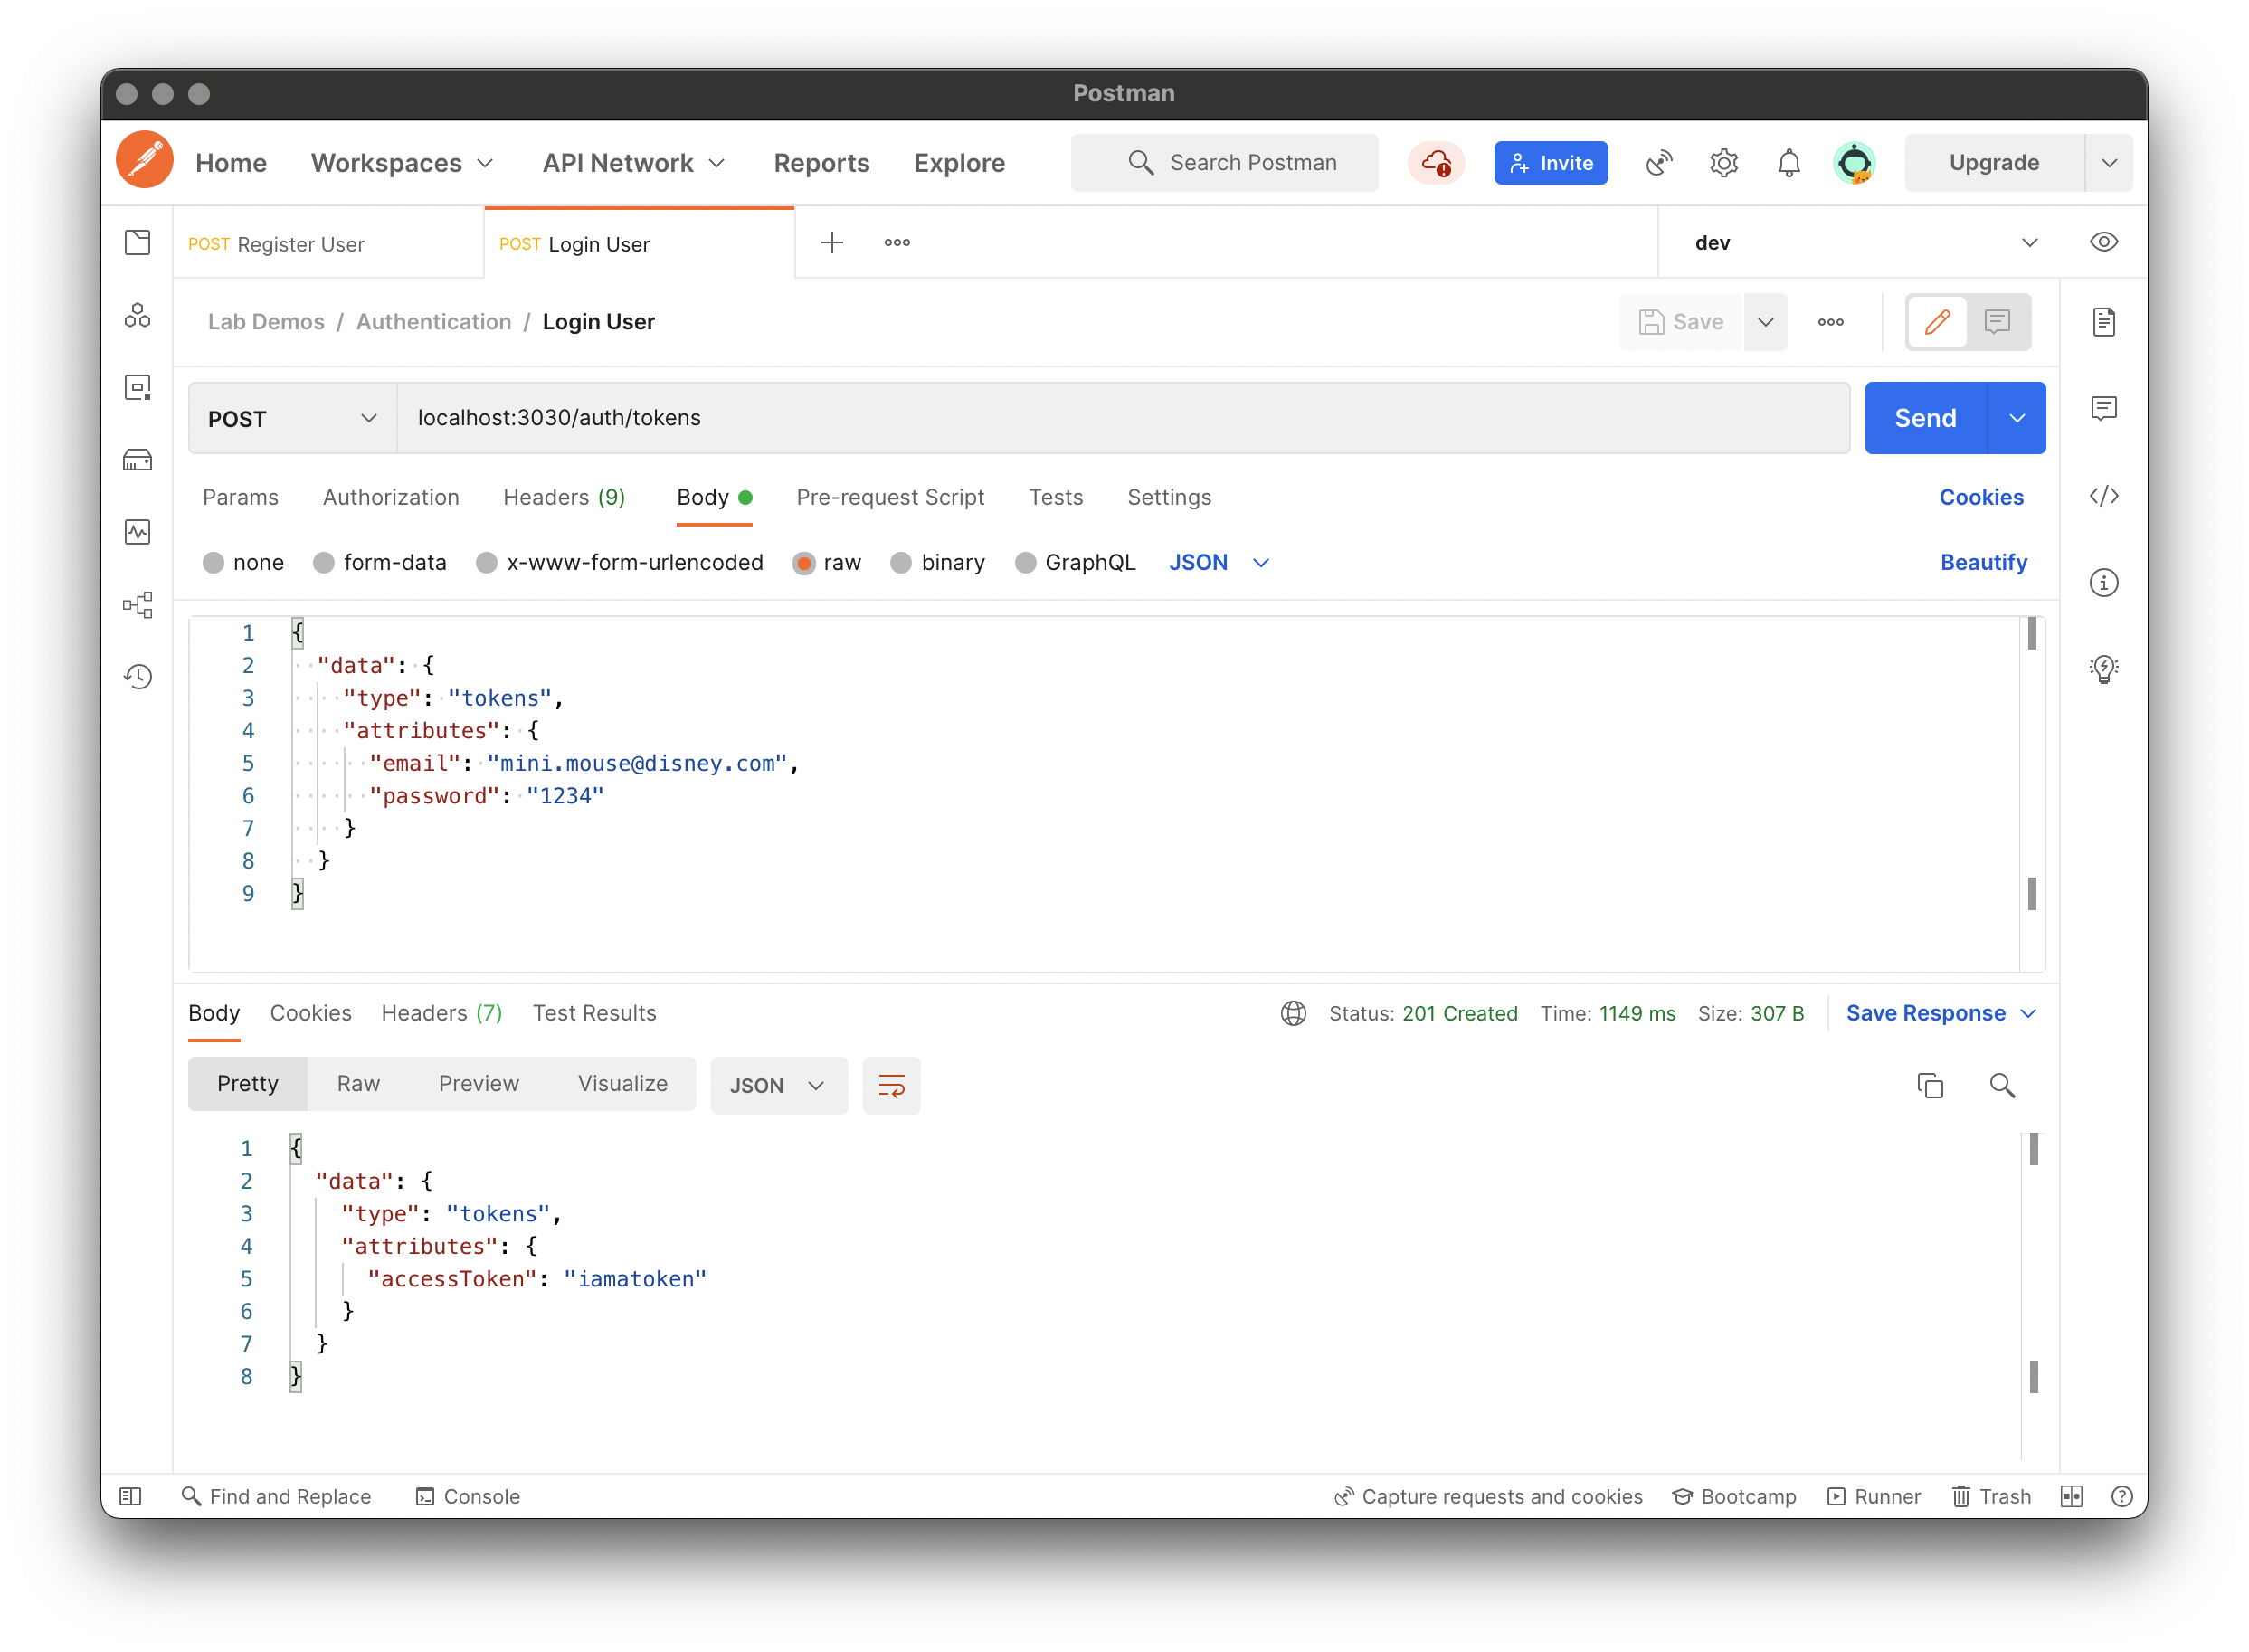 Postman
Home Workspaces API Network Reports Explore Search Postman Invite Upgrade
POST Register User POST Login User dev
Lab Demos / Authentication / Login User Save
POST localhost:3030/auth/tokens Send
Params Authorization Headers (9) Body Pre-request Script Tests Settings Cookies
none form-data x-www-form-urlencoded raw binary GraphQL JSON Beautify
1 {
2 "data": {
3 "type": "tokens",
4 "attributes": {
5 "email": "mini.mouse@disney.com",
6 "password": "1234"
7 }
8 }
9 }
Body Cookies Headers (7) Test Results Status: 201 Created Time: 1149 ms Size: 307 B Save Response
Pretty Raw Preview Visualize JSON
1 {
2 "data": {
3 "type": "tokens",
4 "attributes": {
5 "accessToken": "iamatoken"
6 }
7 }
8 }
Find and Replace Console Capture requests and cookies Bootcamp Runner Trash